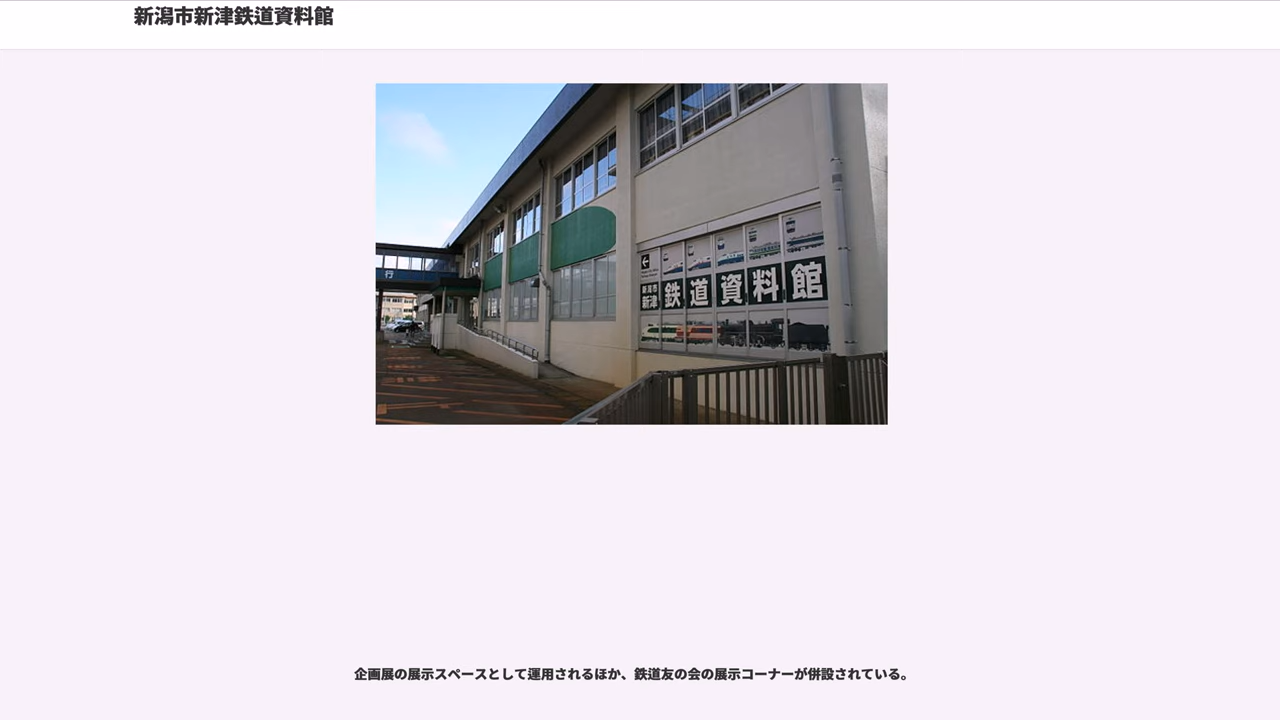 新潟市新津鉄道資料館
行
新潟市
新津
鉄道資料館
企画展の展示スペースとして運用されるほか、鉄道友の会の展示コーナーが併設されている。